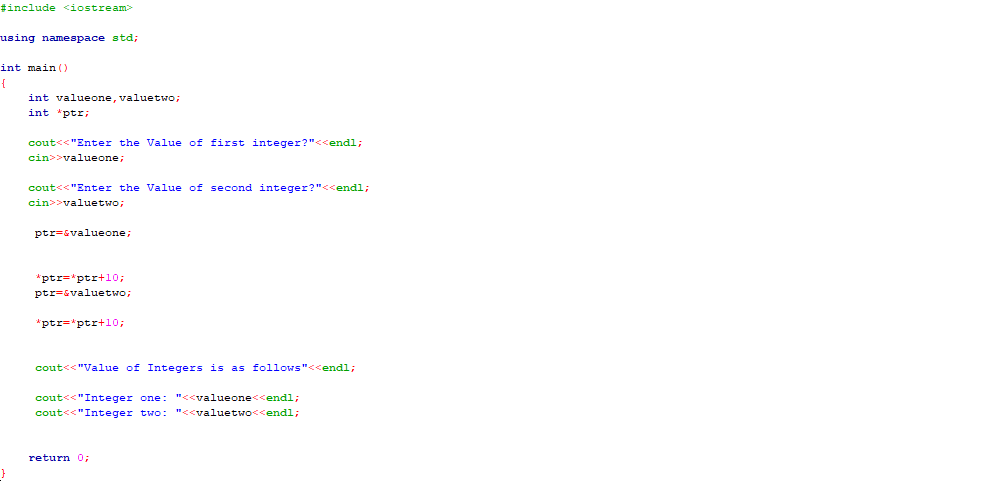 #include <iostream>
using namespace std;
int main()
{
int valueone,valuetwo;
int *ptr;
cout<<"Enter the Value of first integer?"<<endl;
cin>>valueone;
cout<<"Enter the Value of second integer?"<<endl;
cin>>valuetwo;
ptr=&valueone;
*ptr=*ptr+10;
ptr=&valuetwo;
*ptr=*ptr+10;
cout<<"Value of Integers is as follows"<<endl;
cout<<"Integer one: "<<valueone<<endl;
cout<<"Integer two: "<<valuetwo<<endl;
return 0;
}